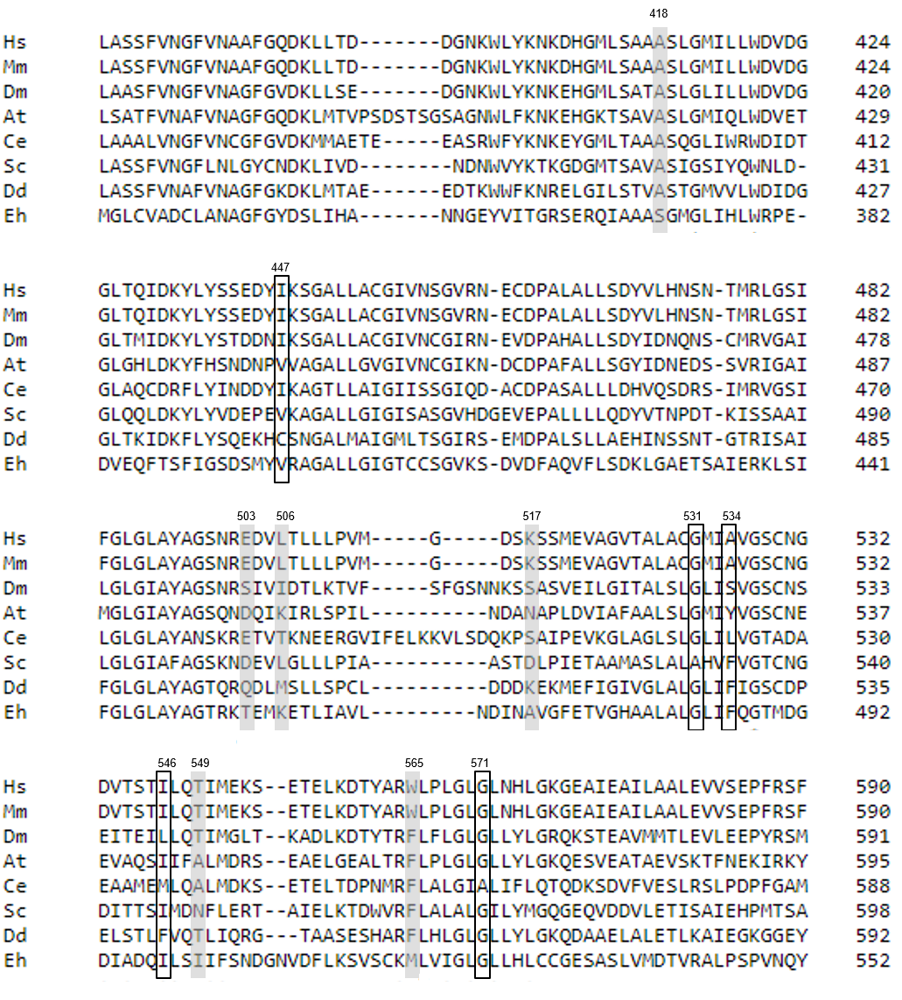 418
Hs LASSFVNGFVNAAFGQDKLLTD-------DGNKWLYKNKDHGMLSAAASLGMILLWDVDG 424
Mm LASSFVNGFVNAAFGQDKLLTD-------DGNKWLYKNKDHGMLSAAASLGMILLWDVDG 424
Dm LAASFVNGFVNAGFGVDKLLSE-------DGNKWLYKNKEHGMLSATASLGLILLWDVDG 420
At LSATFVNAFVNAGFGQDKLMTVPSDSTSGSAGNWLFKNKEHGKTSAVASLGMIQLWDVET 429
Ce LAAALVNGFVNCGFGVDKMMAETE-----EASRWFYKNKEYGMLTAAASQGLIWRWDIDT 412
Sc LASSFVNGFLNLGYCNDKLIVD--------NDNWVYKTKGDGMTSAVASIGSIYQWNLD- 431
Dd LASSFVNAFVNAGFGKDKLMTAE------EDTKWWFKNRELGILSTVASTGMVVLWDIDG 427
Eh MGLCVADCLANAGFGYDSLIHA-------NNGEYVITGRSERQIAAASGMGLIHLWRPE- 382
447
Hs GLTQIDKYLYSSEDYIKSGALLACGIVNSGVRN-ECDPALALLSDYVLHNSN-TMRLGSI 482
Mm GLTQIDKYLYSSEDYIKSGALLACGIVNSGVRN-ECDPALALLSDYVLHNSN-TMRLGSI 482
Dm GLTMIDKYLYSTDDNIKSGALLACGIVNCGIRN-EVDPAHALLSDYIDNQNS-CMRVGAI 478
At GLGHLDKYFHSNDNPVVAGALLGVGIVNCGIKN-DCDPAFALLSGYIDNEDS-SVRIGAI 487
Ce GLAQCDRFLYINDDYIKAGTLLAIGIISSGIQD-ACDPASALLLDHVQSDRS-IMRVGSI 470
Sc GLQQLDKYLYVDEPEVKAGALLGIGISASGVHDGEVEPALLLLQDYVTNPDT-KISSAAI 490
Dd GLTKIDKFLYSQEKHCSNGALMAIGMLTSGIRS-EMDPALSLLAEHINSSNT-GTRISAI 485
Eh DVEQFTSFIGSDSMYVRAGALLGIGTCCSGVKS-DVDFAQVFLSDKLGAETSAIERKLSI 441
503 506 517 531 534
Hs FGLGLAYAGSNREDVLTLLLPVM-----G-----DSKSSMEVAGVTALACGMIAVGSCNG 532
Mm FGLGLAYAGSNREDVLTLLLPVM-----G-----DSKSSMEVAGVTALACGMIAVGSCNG 532
Dm LGLGIAYAGSNRSIVIDTLKTVF-----SFGSNNKSSASVEILGITALSLGLISVGSCNS 533
At MGLGIAYAGSQNDQIKIRLSPIL---------NDANAPLDVIAFAALSLGMIYVGSCNE 537
Ce LGLGLAYANSKRETVTKNEERGVIFELKKVLSDQKPSAIPEVKGLAGLSLGLILVGTADA 530
Sc LGLGIAFAGSKNDEVLGLLLPIA----------ASTDLPIETAAMASLALAHVFVGTCNG 540
Dd FGLGLAYAGTQRQDLMSLLSPCL----------DDDKEKMEFIGIVGLALGLIFIGSCDP 535
Eh FGLGLAYAGTRKTEMKETLIAVL---------NDINAVGFETVGHAALALGLIFQGTMDG 492
546 549 565 571
Hs DVTSTILQTIMEKS--ETELKDTYARWLPLGLGLNHLGKGEAIEAILAALEVVSEPFRSF 590
Mm DVTSTILQTIMEKS--ETELKDTYARWLPLGLGLNHLGKGEAIEAILAALEVVSEPFRSF 590
Dm EITEILLQTIMGLT--KADLKDTYTRFLFLGLGLLYLGRQKSTEAVMMTLEVLEEPYRSM 591
At EVAQSIIFALMDRS--EAELGEALTRFLPLGLGLLYLGKQESVEATAEVSKTFNEKIRKY 595
Ce EAAMEMLQALMDKS--ETELTDPNMRFLALGIALIFLQTQDKSDVFVESLRSLPDPFGAM 588
Sc DITTSIMDNFLERT--AIELKTDWVRFLALALGILYMGQGEQVDDVLETISAIEHPMTSA 598
Dd ELSTLFVQTLIQRG---TAASESHARFLHLGLGLLYLGKQDAAELALETLKAIEGKGGEY 592
Eh DIADQILSIIFSNDGNVDFLKSVSCKMLVIGLGLLHLCCGESASLVMDTVRALPSPVNQY 552